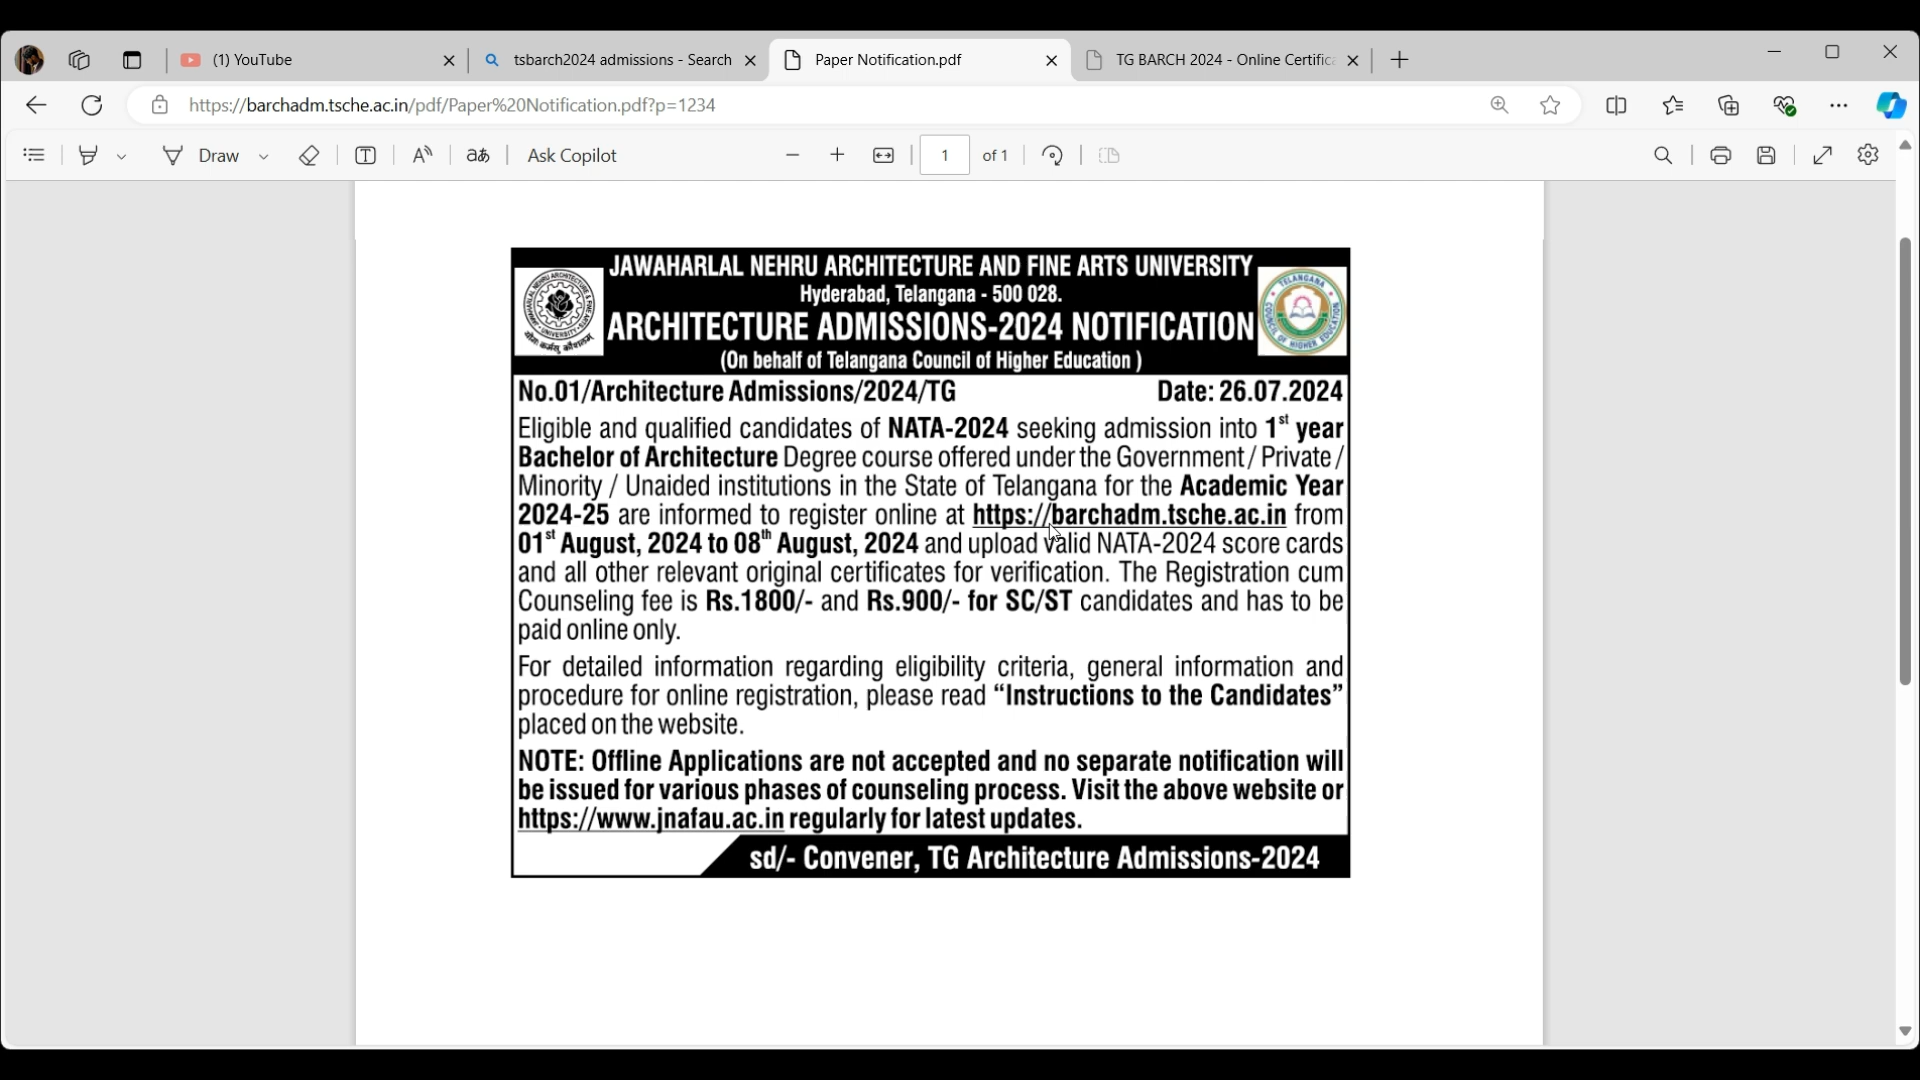 (1) YouTube
tsbarch2024 admissions - Search
Paper Notification.pdf
TG BARCH 2024 - Online Certific
https://barchadm.tsche.ac.in/pdf/Paper%20Notification.pdf?p=1234
Draw
Ask Copilot
1 of 1
JAWAHARLAL NEHRU ARCHITECTURE AND FINE ARTS UNIVERSITY
Hyderabad, Telangana - 500 028.
ARCHITECTURE ADMISSIONS-2024 NOTIFICATION
(On behalf of Telangana Council of Higher Education )
No.01/Architecture Admissions/2024/TG Date: 26.07.2024
Eligible and qualified candidates of NATA-2024 seeking admission into 1st year
Bachelor of Architecture Degree course offered under the Government / Private /
Minority / Unaided institutions in the State of Telangana for the Academic Year
2024-25 are informed to register online at https://barchadm.tsche.ac.in from
01st August, 2024 to 08th August, 2024 and upload valid NATA-2024 score cards
and all other relevant original certificates for verification. The Registration cum
Counseling fee is Rs.1800/- and Rs.900/- for SC/ST candidates and has to be
paid online only.
For detailed information regarding eligibility criteria, general information and
procedure for online registration, please read “Instructions to the Candidates”
placed on the website.
NOTE: Offline Applications are not accepted and no separate notification will
be issued for various phases of counseling process. Visit the above website or
https://www.jnafau.ac.in regularly for latest updates.
sd/- Convener, TG Architecture Admissions-2024